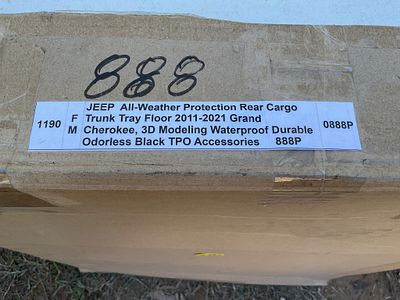 888
JEEP All-Weather Protection Rear Cargo
1190 F Trunk Tray Floor 2011-2021 Grand 0888P
M Cherokee, 3D Modeling Waterproof Durable
Odorless Black TPO Accessories 888P